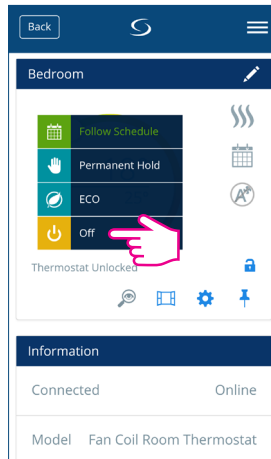 Back
Bedroom
Follow Schedule
Permanent Hold
ECO
Off
Thermostat Unlocked
Information
Connected Online
Model Fan Coil Room Thermostat